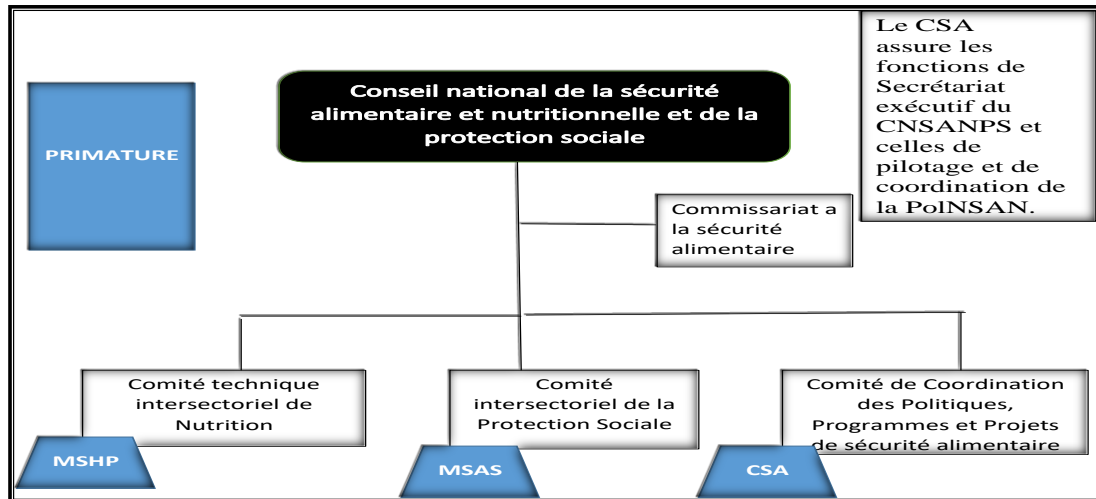 Le CSA
assure les
fonctions de
Secrétariat
exécutif du
CNSANPS et
celles de
pilotage et de
coordination de
la PolNSAN.
Conseil national de la sécurité
alimentaire et nutritionnelle et de la
protection sociale
PRIMATURE
Commissariat a
la sécurité
alimentaire
Comité technique
intersectoriel de
Nutrition
MSHP
Comité
intersectoriel de la
Protection Sociale
MSAS
Comité de Coordination
des Politiques,
Programmes et Projets
de sécurité alimentaire
CSA